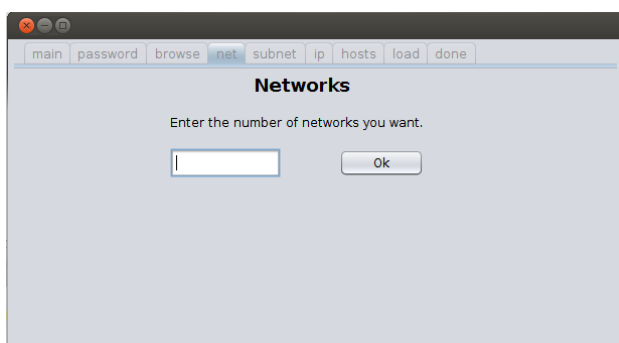 main password browse net subnet ip hosts load done
Networks
Enter the number of networks you want.
Ok